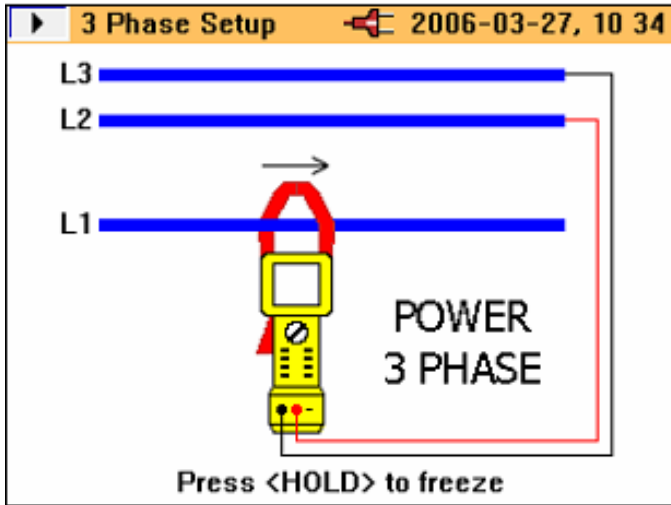 3 Phase Setup 2006-03-27, 10 34
L3
L2
L1
POWER
3 PHASE
Press <HOLD> to freeze